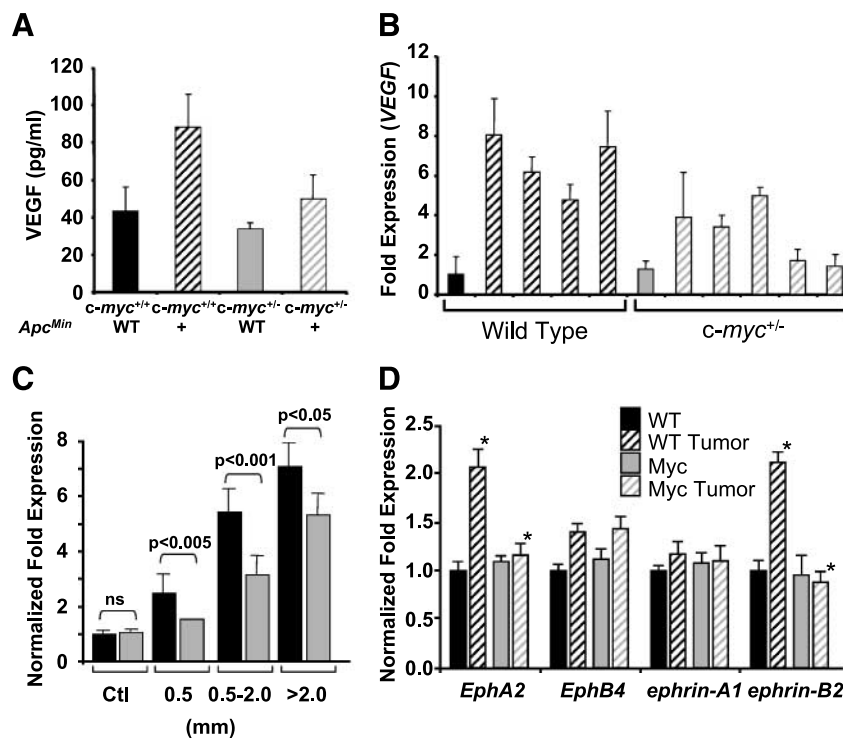 A
VEGF (pg/ml)
120
100
80
60
40
20
0
c-myc+/+ c-myc+/+ c-myc+/- c-myc+/-
ApcMin WT + WT +
B
Fold Expression (VEGF)
12
10
8
6
4
2
0
Wild Type c-myc+/-
C
Normalized Fold Expression
8
6
4
2
0
ns
p<0.005
p<0.001
p<0.05
Ctl 0.5 0.5-2.0 >2.0
(mm)
D
Normalized Fold Expression
2.5
2.0
1.5
1.0
0.5
0.0
WT
WT Tumor
Myc
Myc Tumor
* * * *
EphA2 EphB4 ephrin-A1 ephrin-B2